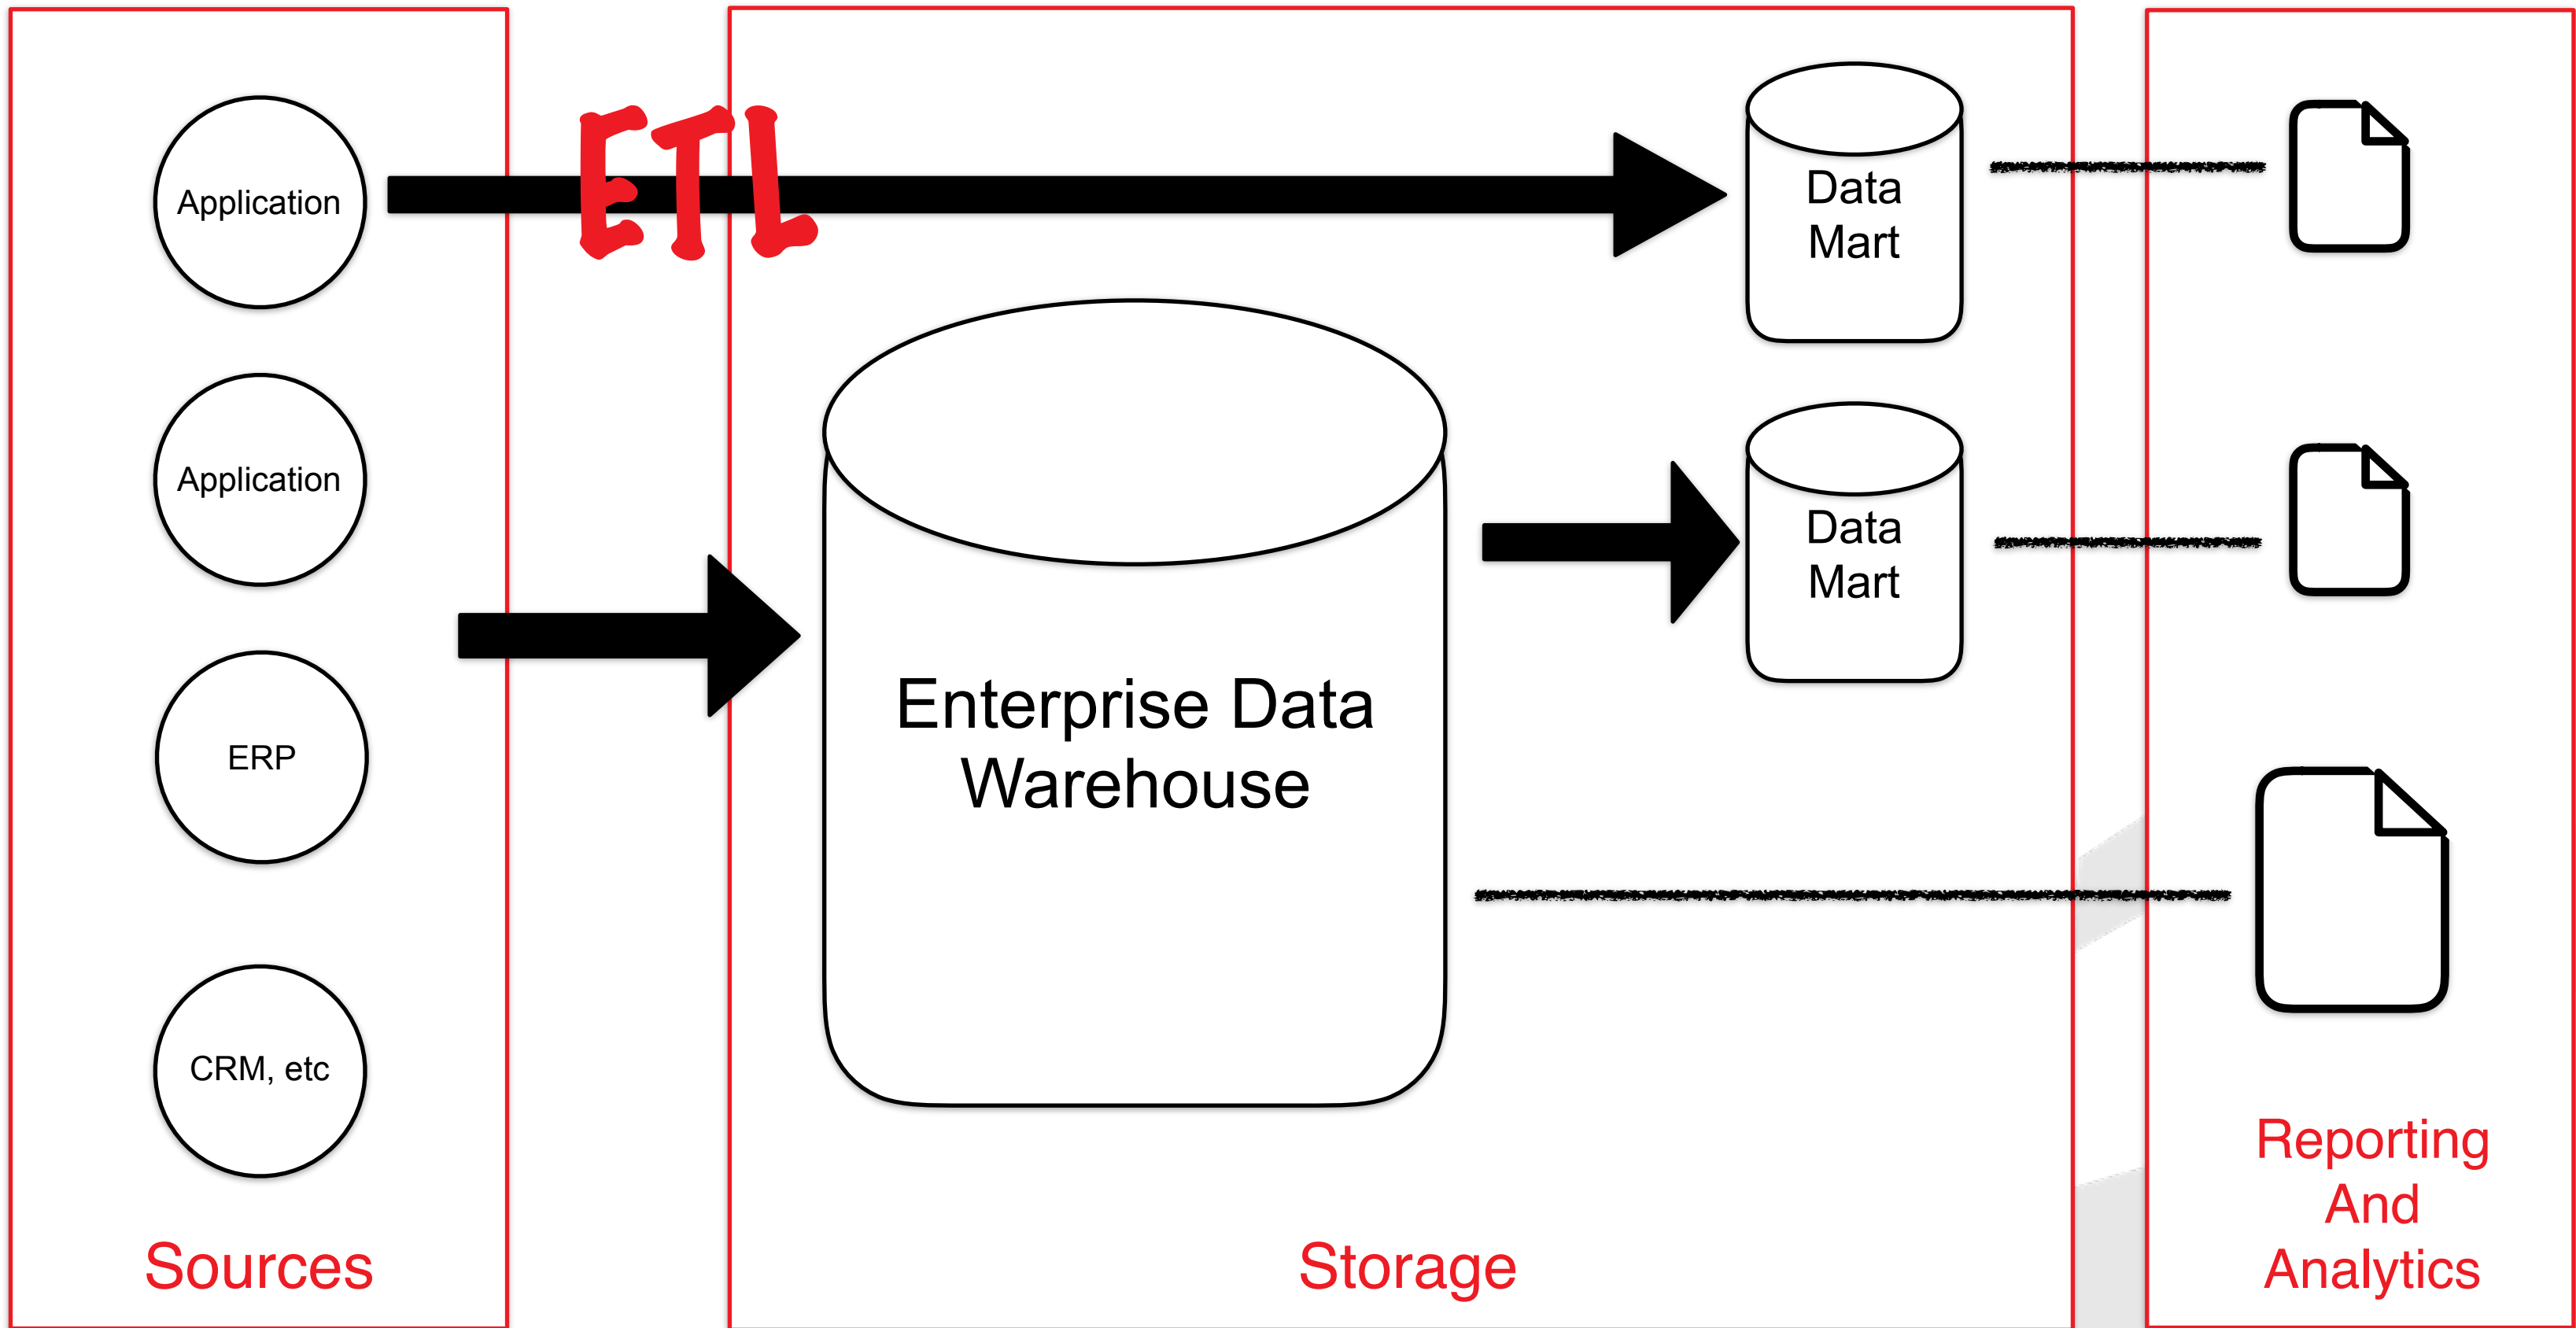 Application
Application
ERP
CRM, etc
Sources
ETL
Enterprise Data
Warehouse
Data
Mart
Data
Mart
Storage
Reporting
And
Analytics